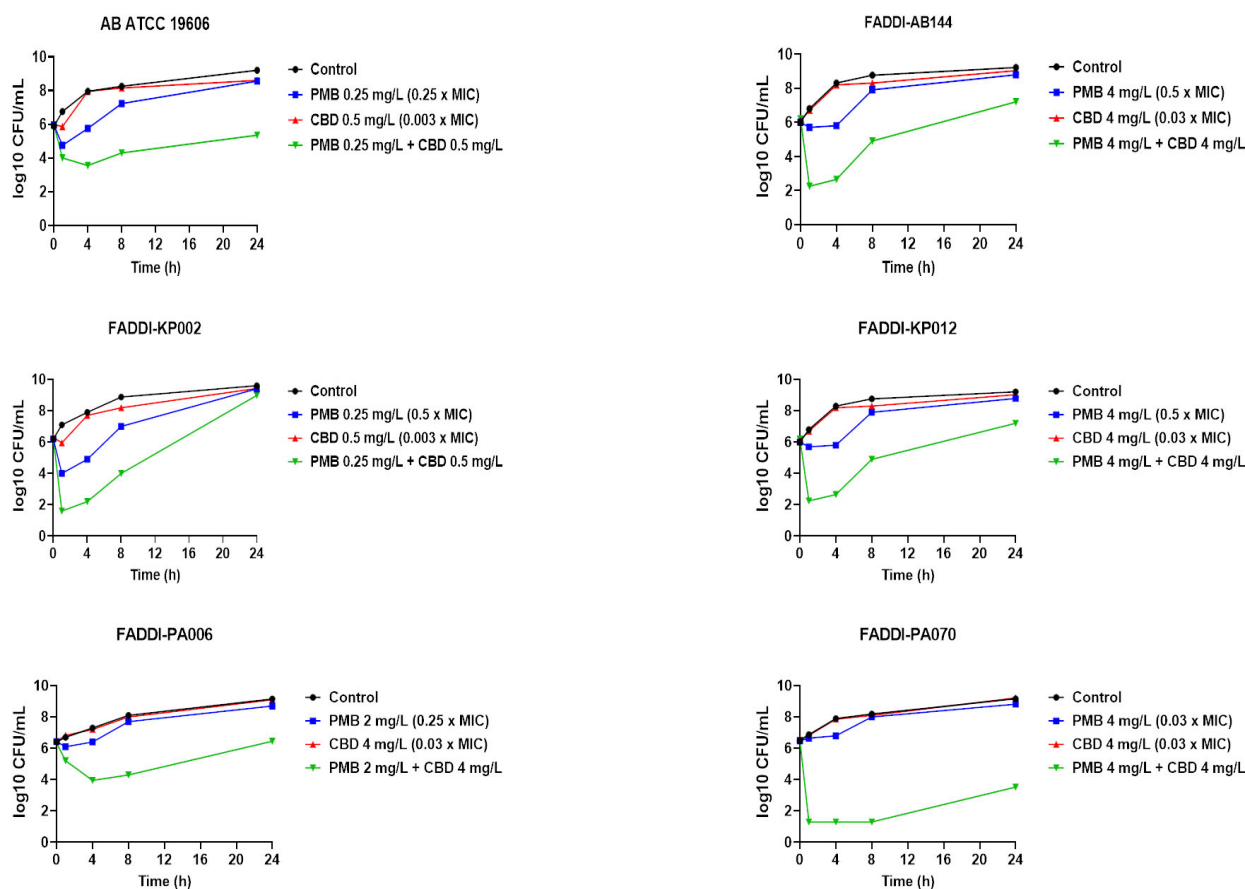 AB ATCC 19606
log10 CFU/mL
10
8
6
4
2
0
0 4 8 12 16 20 24
Time (h)
Control
PMB 0.25 mg/L (0.25 x MIC)
CBD 0.5 mg/L (0.003 x MIC)
PMB 0.25 mg/L + CBD 0.5 mg/L
FADDI-AB144
log10 CFU/mL
10
8
6
4
2
0
0 4 8 12 16 20 24
Time (h)
Control
PMB 4 mg/L (0.5 x MIC)
CBD 4 mg/L (0.03 x MIC)
PMB 4 mg/L + CBD 4 mg/L
FADDI-KP002
log10 CFU/mL
10
8
6
4
2
0
0 4 8 12 16 20 24
Time (h)
Control
PMB 0.25 mg/L (0.5 x MIC)
CBD 0.5 mg/L (0.003 x MIC)
PMB 0.25 mg/L + CBD 0.5 mg/L
FADDI-KP012
log10 CFU/mL
10
8
6
4
2
0
0 4 8 12 16 20 24
Time (h)
Control
PMB 4 mg/L (0.5 x MIC)
CBD 4 mg/L (0.03 x MIC)
PMB 4 mg/L + CBD 4 mg/L
FADDI-PA006
log10 CFU/mL
10
8
6
4
2
0
0 4 8 12 16 20 24
Time (h)
Control
PMB 2 mg/L (0.25 x MIC)
CBD 4 mg/L (0.03 x MIC)
PMB 2 mg/L + CBD 4 mg/L
FADDI-PA070
log10 CFU/mL
10
8
6
4
2
0
0 4 8 12 16 20 24
Time (h)
Control
PMB 4 mg/L (0.03 x MIC)
CBD 4 mg/L (0.03 x MIC)
PMB 4 mg/L + CBD 4 mg/L